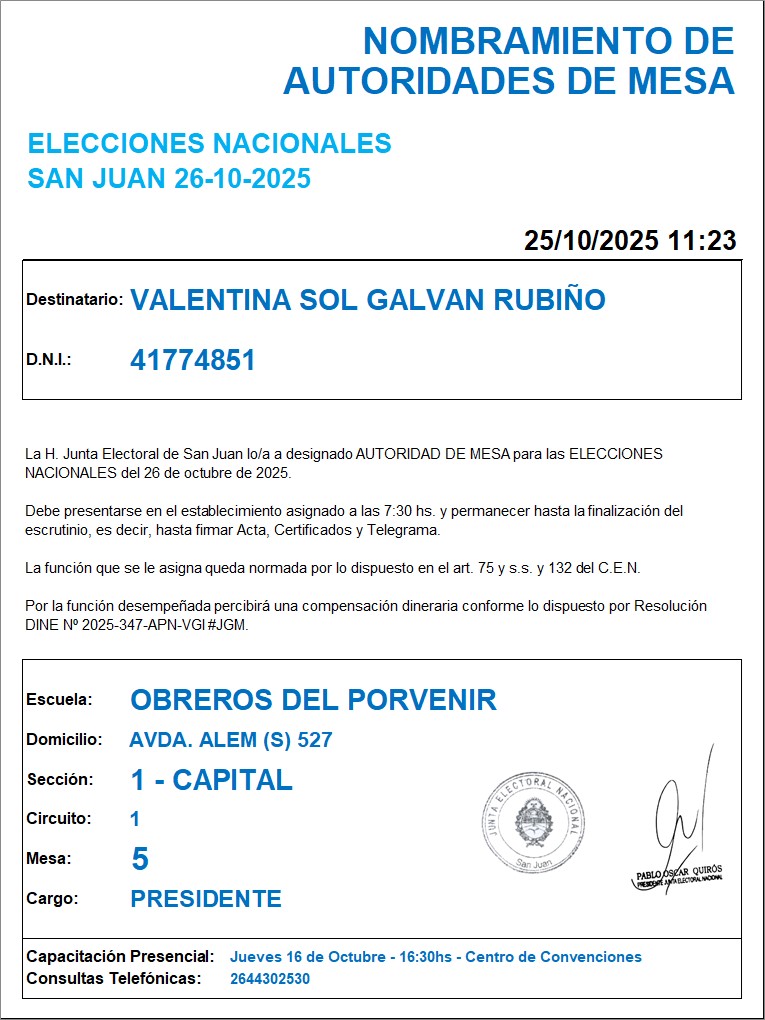 NOMBRAMIENTO DE
AUTORIDADES DE MESA
ELECCIONES NACIONALES
SAN JUAN 26-10-2025
25/10/2025 11:23
Destinatario: VALENTINA SOL GALVAN RUBIÑO
D.N.I.: 41774851
La H. Junta Electoral de San Juan lo/a a designado AUTORIDAD DE MESA para las ELECCIONES
NACIONALES del 26 de octubre de 2025.
Debe presentarse en el establecimiento asignado a las 7:30 hs. y permanecer hasta la finalización del
escrutinio, es decir, hasta firmar Acta, Certificados y Telegrama.
La función que se le asigna queda normada por lo dispuesto en el art. 75 y s.s. y 132 del C.E.N.
Por la función desempeñada percibirá una compensación dineraria conforme lo dispuesto por Resolución
DINE Nº 2025-347-APN-VGI#JGM.
Escuela: OBREROS DEL PORVENIR
Domicilio: AVDA. ALEM (S) 527
Sección: 1 - CAPITAL
Circuito: 1
Mesa: 5
Cargo: PRESIDENTE
JUNTA ELECTORAL NACIONAL
San Juan
PABLO OSCAR QUIRÓS
PRESIDENTE JUNTA ELECTORAL NACIONAL
Capacitación Presencial: Jueves 16 de Octubre - 16:30hs - Centro de Convenciones
Consultas Telefónicas: 2644302530